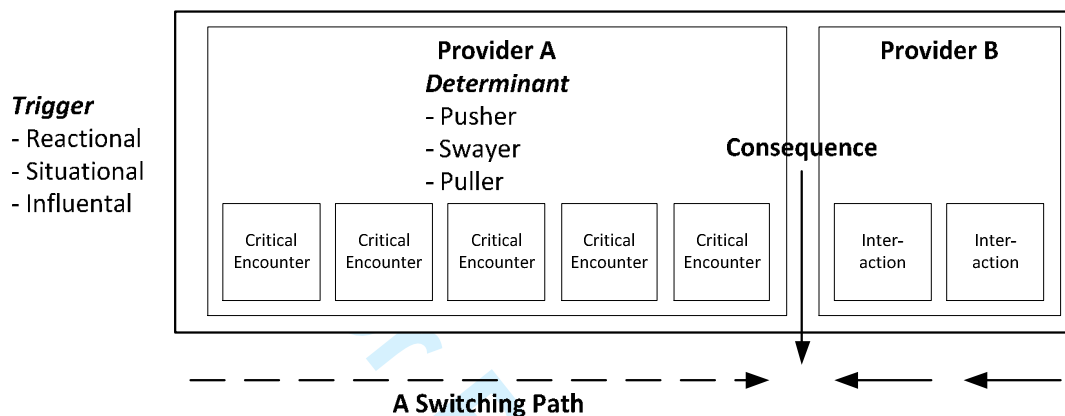 Provider A
Provider B
Determinant
- Pusher
- Swayer
- Puller
Trigger
- Reactional
- Situational
- Influental
Consequence
Critical
Encounter
Critical
Encounter
Critical
Encounter
Critical
Encounter
Critical
Encounter
Inter-
action
Inter-
action
A Switching Path